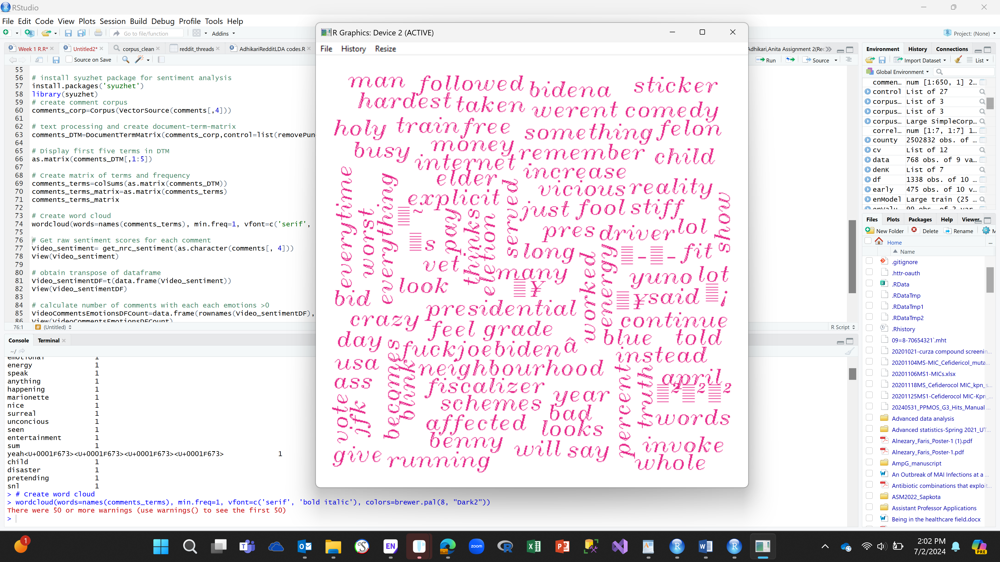 RStudio
File Edit Code View Plots Session Build Debug Profile Tools Help
Go to file/function
Addins
Project: (None)
Week 1 R.R*
Untitled2*
corpus_clean
reddit_threads
AdhikariRedditLDA codes.R
Adhikari,Anita Assignment 2(Rec
Source on Save
Run
Source
55
56 # install syuzhet package for sentiment analysis
57 install.packages('syuzhet')
58 library(syuzhet)
59 # create comment corpus
60 comments_corp=Corpus(VectorSource(comments[,4]))
61
62 # text processing and create document-term-matrix
63 comments_DTM=DocumentTermMatrix(comments_corp,control=list(removePun
64
65 # Display first five terms in DTM
66 as.matrix(comments_DTM[,1:5])
67
68 # Create matrix of terms and frequency
69 comments_terms=colSums(as.matrix(comments_DTM))
70 comments_terms_matrix=as.matrix(comments_terms)
71 comments_terms_matrix
72
73 # Create word cloud
74 wordcloud(words=names(comments_terms), min.freq=1, vfont=c('serif',
75
76 # Get raw sentiment scores for each comment
77 Video_sentiment= get_nrc_sentiment(as.character(comments[, 4]))
78 View(Video_sentiment)
79
80 # obtain transpose of dataframe
81 Video_sentimentDF=t(data.frame(Video_sentiment))
82 View(Video_sentimentDF)
83
84 # calculate number of comments with each each emotions >0
85 VideoCommentsEmotionsDFCount=data.frame(rownames(Video_sentimentDF),
86 View(VideoCommentsEmotionsDFCount)
76:1 (Untitled)
R Script
Console Terminal
~/
emotional 1
energy 1
speak 1
anything 1
happening 1
marionette 1
nice 1
surreal 1
unconcious 1
seen 1
entertainment 1
sum 1
yeah<U+0001F673><U+0001F673><U+0001F673><U+0001F673> 1
child 1
disaster 1
pretending 1
snl 1
> # Create word cloud
> wordcloud(words=names(comments_terms), min.freq=1, vfont=c('serif', 'bold italic'), colors=brewer.pal(8, "Dark2"))
There were 50 or more warnings (use warnings() to see the first 50)
>
R Graphics: Device 2 (ACTIVE)
File History Resize
man followed bidena sticker
hardest taken werent comedy
holy train free something felon
busy money remember child
internet increase
elder vicious reality
everytime worst everything explicit served just fool stiff show
pay thinks eletion pres driver lol
s long fit
vet many worked energy yuno lot
look ¥
bid ¥ said ¡
presidential
crazy continue
feel grade blue told
day fuckjoebiden â instead
usa becomes blink neighbourhood
ass fiscalizer percent truth april
² ² ²
vote jfk schemes year
bad words
affected looks
benny will say invoke
give running whole
Environment History Connections
Import Dataset List
Global Environment
commen... num [1:650, 1] 2...
control List of 27
corpus... List of 3
corpus... List of 3
corpus... Large SimpleCorp...
correl... num [1:7, 1:7] 1...
county 2502832 obs. of ...
cv List of 12
data 768 obs. of 9 va...
denK List of 7
df 1338 obs. of 10 ...
early 475 obs. of 10 v...
enModel Large train (25 ...
Files Plots Packages Help Viewer
New Folder Delete Rename M
Home ...
Name
.gitignore
.httr-oauth
.RData
.RDataTmp
.RDataTmp1
.RDataTmp2
.Rhistory
09=8-70654321`.mht
20201021-curza compound screenin...
20201104MS-MIC_Cefidericol_muta...
20201106MS1-MICs.xlsx
20201118MS_Cefiderocol MIC_kpn_s...
20201125MS1-Cefiderocol MIC-Kpn_...
20240531_PPMOS_G3_Hits_Manual ...
Advanced data analysis
Advanced statistics-Spring 2021_UT...
Alnezary_Faris_Poster-1 (1).pdf
Alnezary_Faris_Poster-1.pdf
AmpG_manuscript
An Outbreak of MAI Infections at a ...
Antibiotic combinations that exploit...
ASM2022_Sapkota
Assistant Professor Applications
Being in the healthcare field.docx
1
EN
zoom
2:02 PM
7/2/2024
PRE